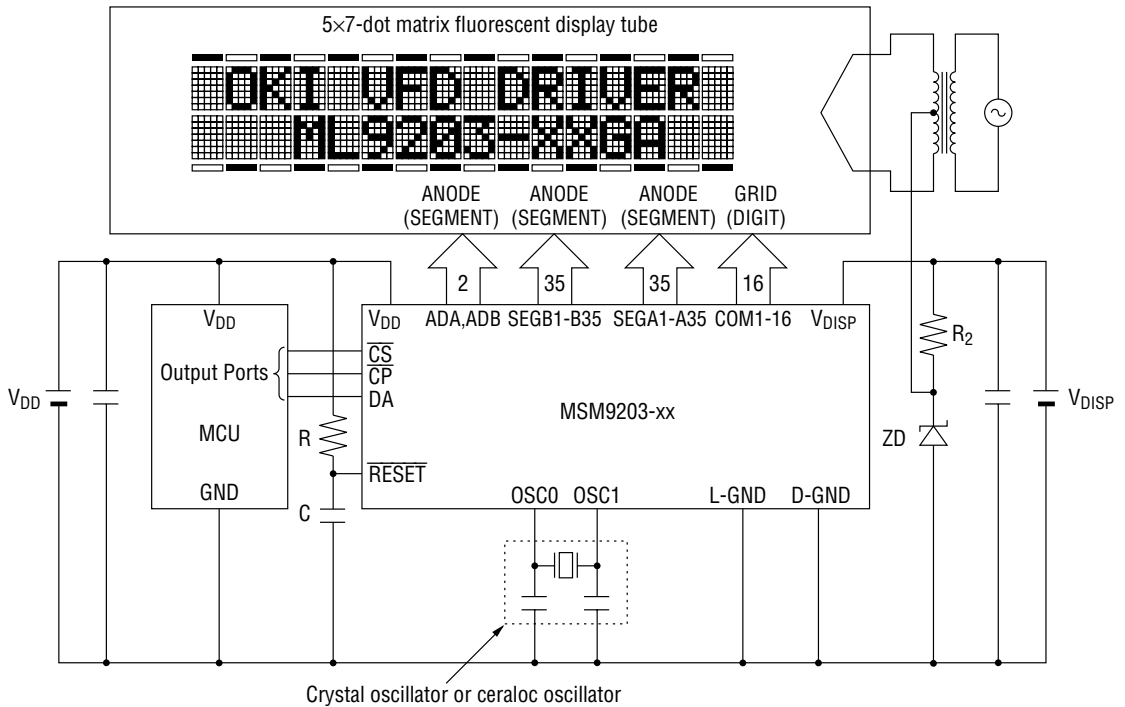 5×7-dot matrix fluorescent display tube
OKI VFD DRIVER
ML9203-XXGA
ANODE
(SEGMENT)
ANODE
(SEGMENT)
ANODE
(SEGMENT)
GRID
(DIGIT)
2
35
35
16
VDD
VDD
ADA,ADB
SEGB1-B35
SEGA1-A35
COM1-16
VDISP
CS
CP
DA
Output Ports
R2
VDD
VDISP
MSM9203-xx
MCU
R
ZD
RESET
GND
OSC0
OSC1
L-GND
D-GND
C
Crystal oscillator or ceraloc oscillator